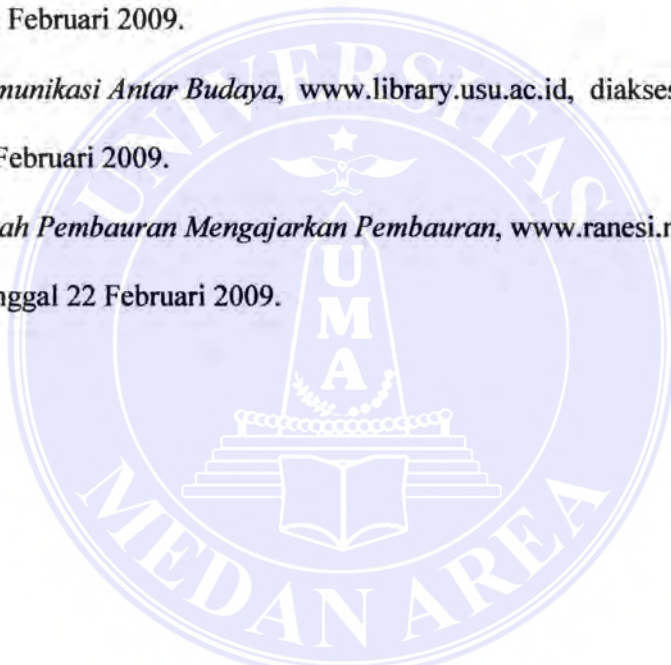 Februari 2009.
munikasi Antar Budaya, www.library.usu.ac.id, diakses
Februari 2009.
ah Pembauran Mengajarkan Pembauran, www.ranesi.n
nggal 22 Februari 2009.
UNIVERSITAS
UMA
MEDAN AREA